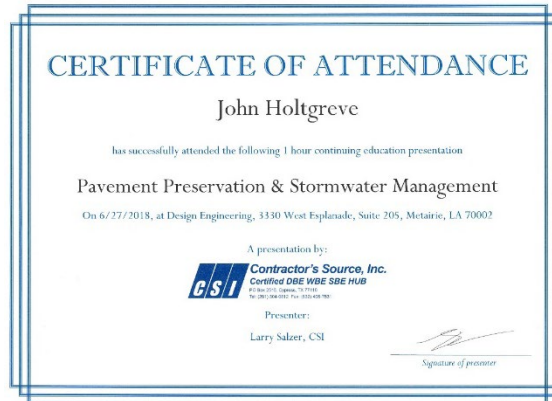 CERTIFICATE OF ATTENDANCE
John Holtgreve
has successfully attended the following 1 hour continuing education presentation
Pavement Preservation & Stormwater Management
On 6/27/2018, at Design Engineering, 3330 West Esplanade, Suite 205, Metairie, LA 70002
A presentation by:
CSI
Contractor's Source, Inc.
Certified DBE WBE SBE HUB
Presenter:
Larry Salzer, CSI
Signature of presenter